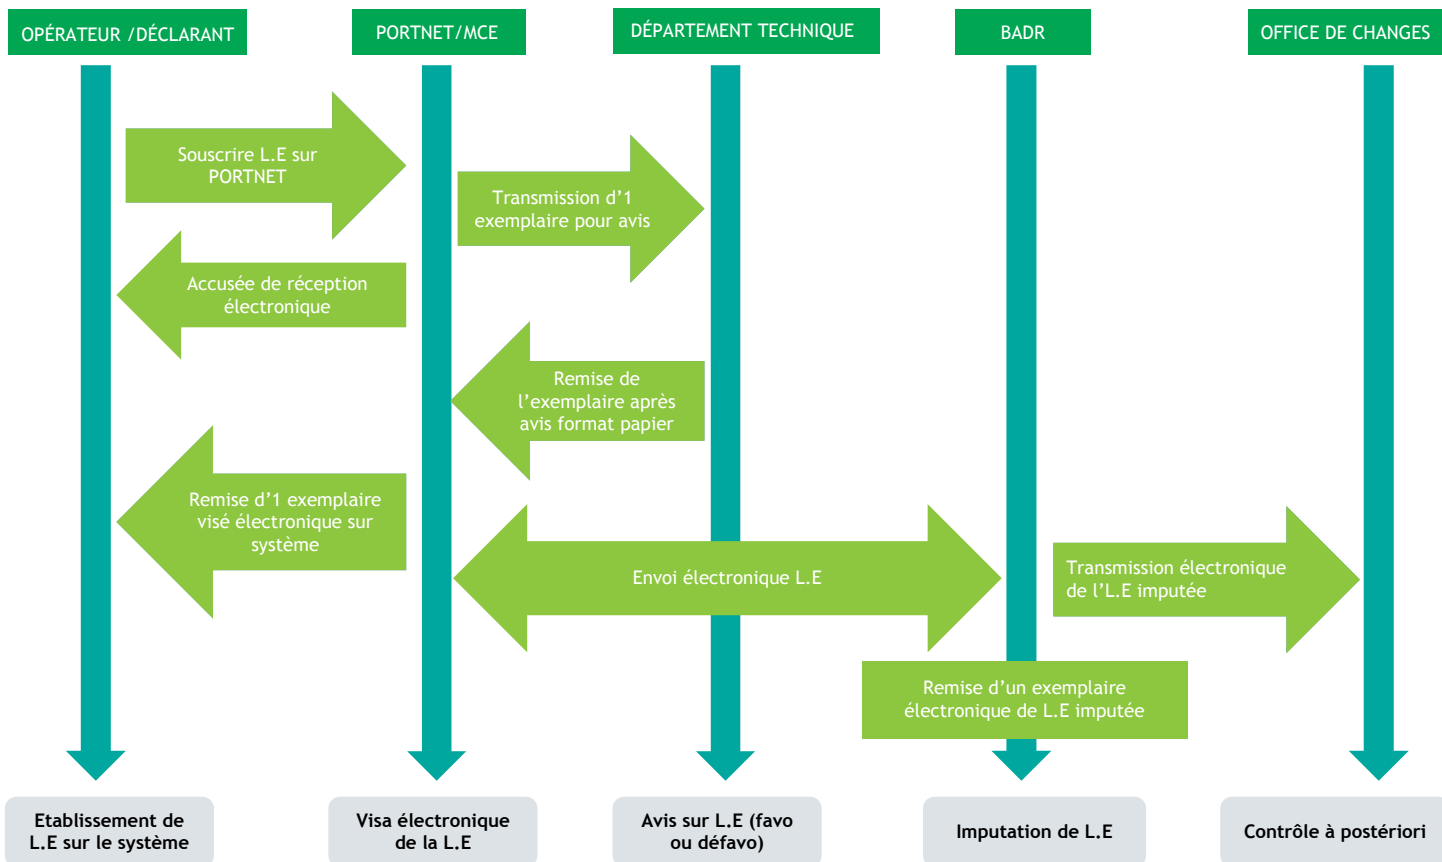 OPÉRATEUR /DÉCLARANT
PORTNET/MCE
DÉPARTEMENT TECHNIQUE
BADR
OFFICE DE CHANGES
Souscrire L.E sur
PORTNET
Transmission d'1
exemplaire pour avis
Accusée de réception
électronique
Remise de
l'exemplaire après
avis format papier
Remise d'1 exemplaire
visé électronique sur
système
Envoi électronique L.E
Transmission électronique
de l'L.E imputée
Remise d'un exemplaire
électronique de L.E imputée
Etablissement de
L.E sur le système
Visa électronique
de la L.E
Avis sur L.E (favo
ou défavo)
Imputation de L.E
Contrôle à postériori